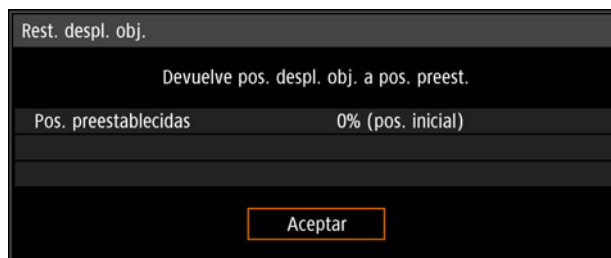 Rest. despl. obj.
Devuelve pos. despl. obj. a pos. preest.
Pos. preestablecidas 0% (pos. inicial)
Aceptar